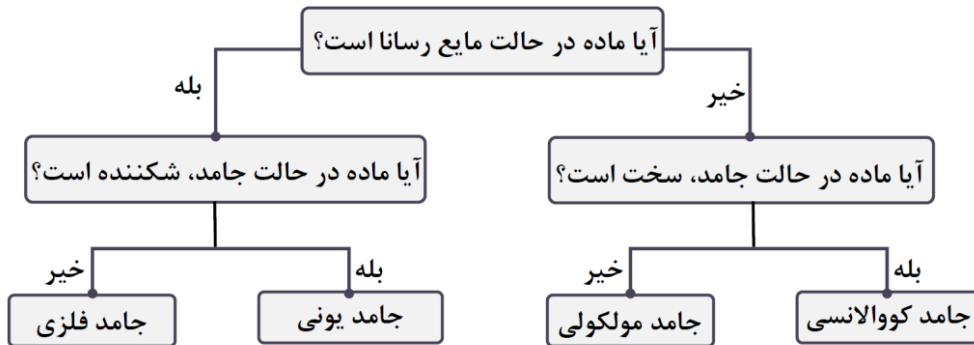 آیا ماده در حالت مایع رسانا است؟
خیر
بله
آیا ماده در حالت جامد، سخت است؟
آیا ماده در حالت جامد، شکننده است؟
بله
خیر
بله
خیر
جامد کووالانسی
جامد مولکولی
جامد یونی
جامد فلزی